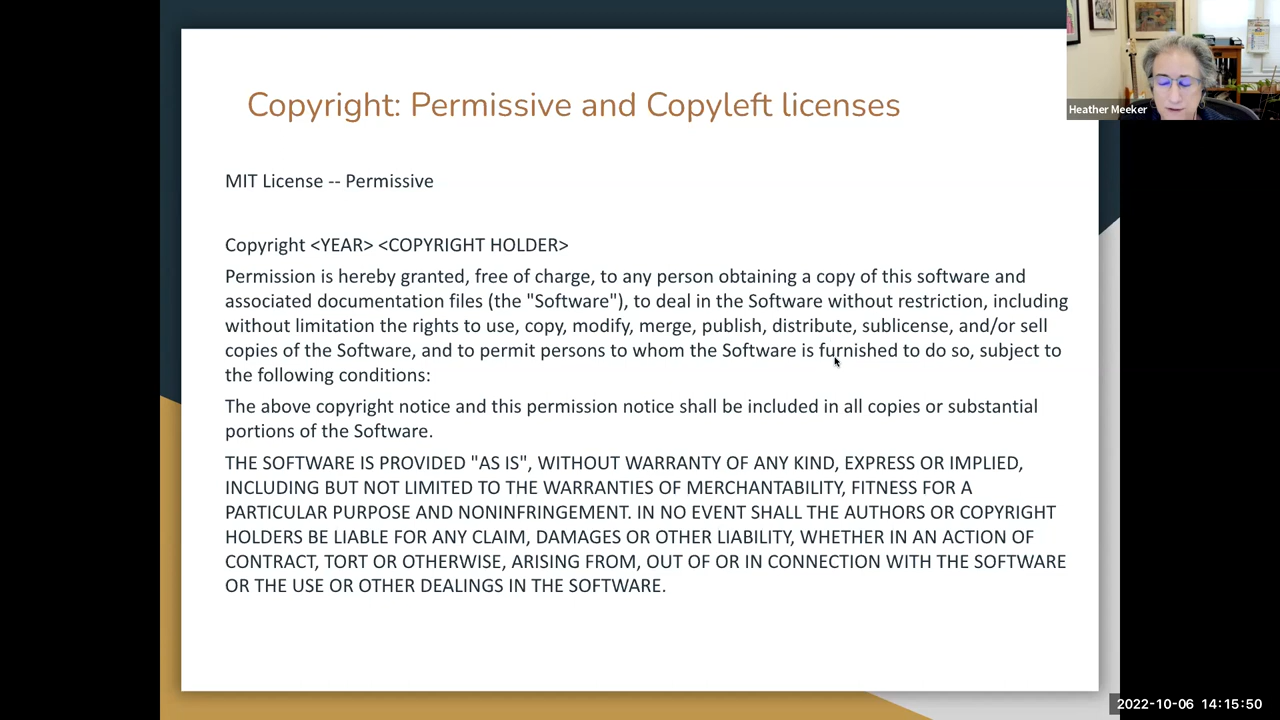 Copyright: Permissive and Copyleft licenses
Heather Meeker
MIT License -- Permissive
Copyright <YEAR> <COPYRIGHT HOLDER>
Permission is hereby granted, free of charge, to any person obtaining a copy of this software and
associated documentation files (the "Software"), to deal in the Software without restriction, including
without limitation the rights to use, copy, modify, merge, publish, distribute, sublicense, and/or sell
copies of the Software, and to permit persons to whom the Software is furnished to do so, subject to
the following conditions:
The above copyright notice and this permission notice shall be included in all copies or substantial
portions of the Software.
THE SOFTWARE IS PROVIDED "AS IS", WITHOUT WARRANTY OF ANY KIND, EXPRESS OR IMPLIED,
INCLUDING BUT NOT LIMITED TO THE WARRANTIES OF MERCHANTABILITY, FITNESS FOR A
PARTICULAR PURPOSE AND NONINFRINGEMENT. IN NO EVENT SHALL THE AUTHORS OR COPYRIGHT
HOLDERS BE LIABLE FOR ANY CLAIM, DAMAGES OR OTHER LIABILITY, WHETHER IN AN ACTION OF
CONTRACT, TORT OR OTHERWISE, ARISING FROM, OUT OF OR IN CONNECTION WITH THE SOFTWARE
OR THE USE OR OTHER DEALINGS IN THE SOFTWARE.
2022-10-06 14:15:50